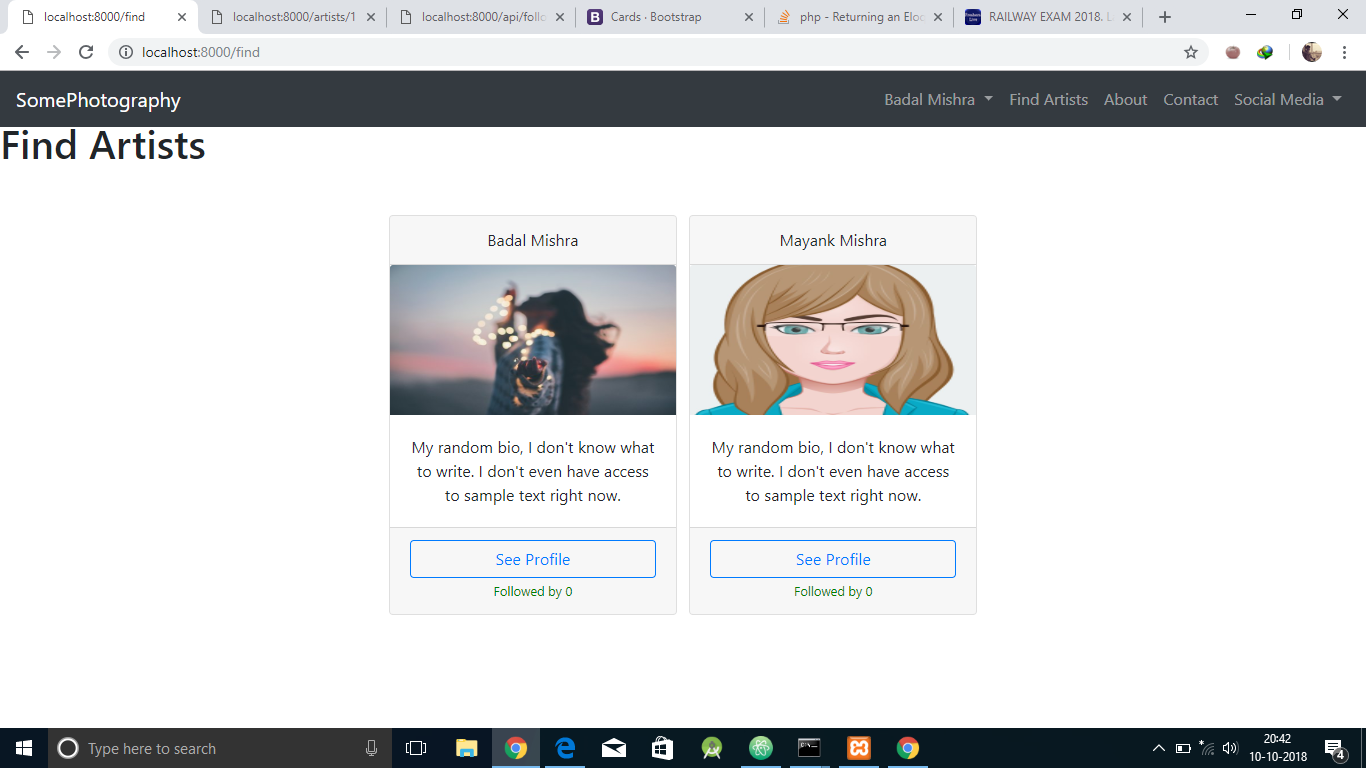 localhost:8000/find
localhost:8000/artists/1
localhost:8000/api/follo
Cards · Bootstrap
php - Returning an Eloq
RAILWAY EXAM 2018. L
localhost:8000/find
SomePhotography
Badal Mishra
Find Artists
About
Contact
Social Media
Find Artists
Badal Mishra
My random bio, I don't know what
to write. I don't even have access
to sample text right now.
See Profile
Followed by 0
Mayank Mishra
My random bio, I don't know what
to write. I don't even have access
to sample text right now.
See Profile
Followed by 0
Type here to search
20:42
10-10-2018
4